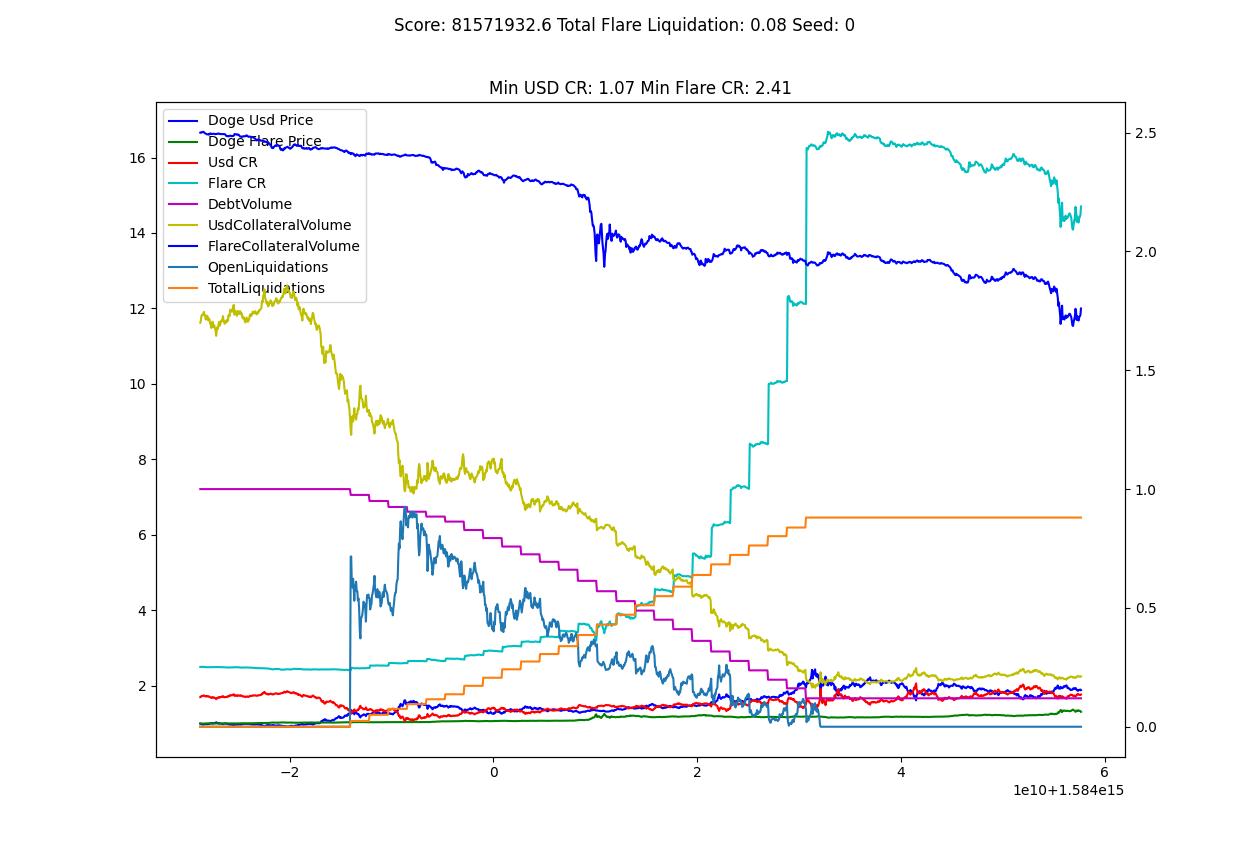 Score: 81571932.6 Total Flare Liquidation: 0.08 Seed: 0
Min USD CR: 1.07 Min Flare CR: 2.41
Doge Usd Price
Doge Flare Price
Usd CR
Flare CR
DebtVolume
UsdCollateralVolume
FlareCollateralVolume
OpenLiquidations
TotalLiquidations
16
14
12
10
8
6
4
2
2.5
2.0
1.5
1.0
0.5
0.0
−2
0
2
4
6
1e10+1.584e15